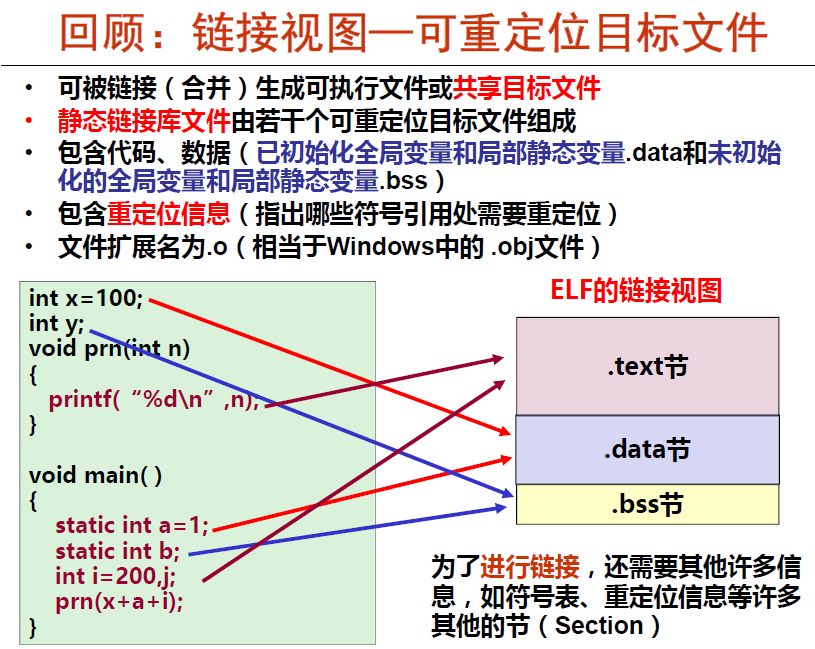 回顾：链接视图—可重定位目标文件
• 可被链接（合并）生成可执行文件或共享目标文件
• 静态链接库文件由若干个可重定位目标文件组成
• 包含代码、数据（已初始化全局变量和局部静态变量.data和未初
始化的全局变量和局部静态变量.bss）
• 包含重定位信息（指出哪些符号引用处需要重定位）
• 文件扩展名为.o（相当于Windows中的 .obj文件）
int x=100;
int y;
void prn(int n)
{
printf( “%d\n” ,n);
}
void main( )
{
static int a=1;
static int b;
int i=200,j;
prn(x+a+i);
}
ELF的链接视图
.text节
.data节
.bss节
为了进行链接，还需要其他许多信
息，如符号表、重定位信息等许多
其他的节（Section）